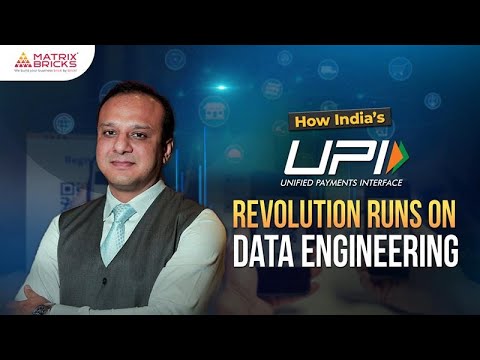 MATRIX
BRICKS
How India's
UPI
UNIFIED PAYMENTS INTERFACE
REVOLUTION RUNS ON
DATA ENGINEERING